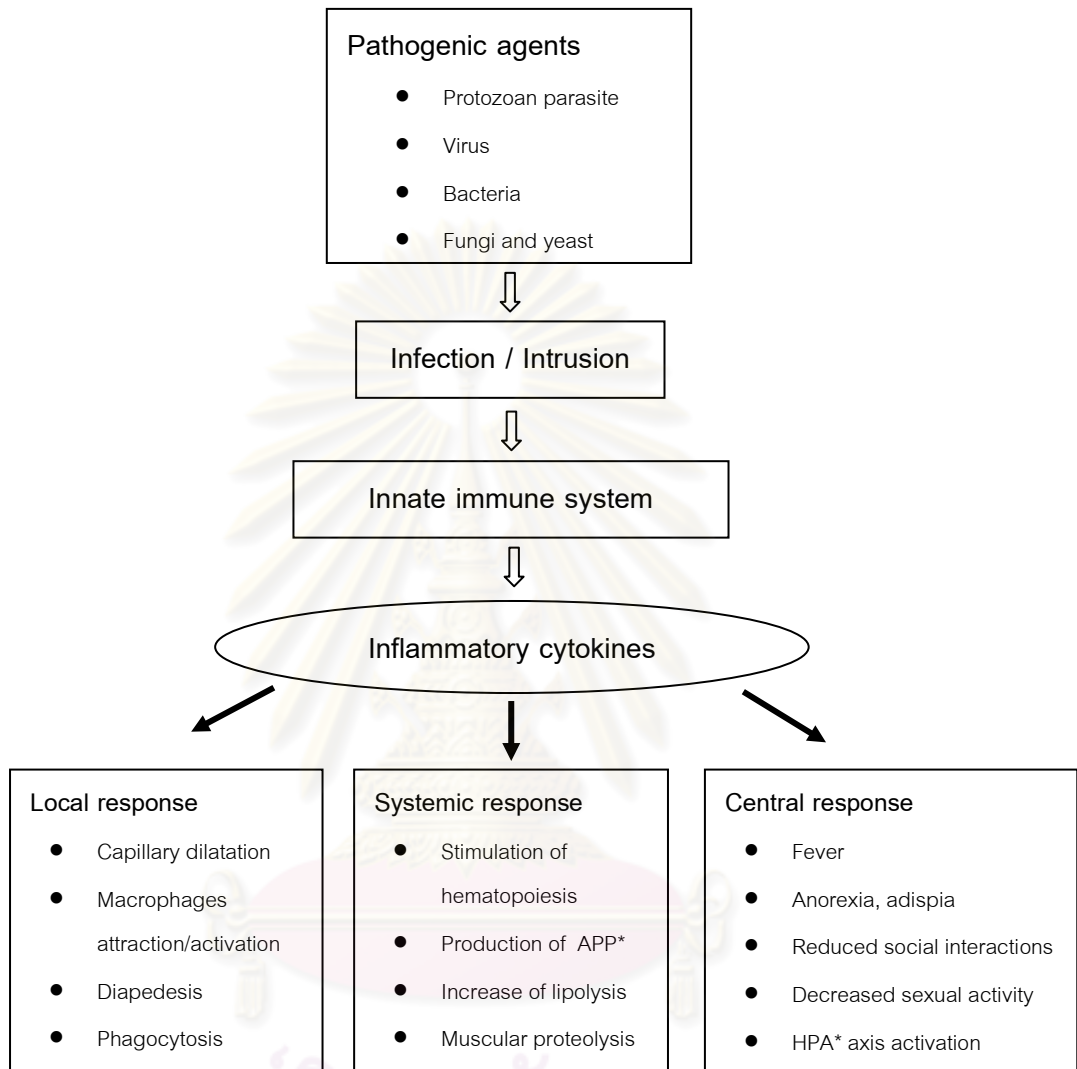 Pathogenic agents
● Protozoan parasite
● Virus
● Bacteria
● Fungi and yeast
Infection / Intrusion
Innate immune system
Inflammatory cytokines
Local response
● Capillary dilatation
● Macrophages
attraction/activation
● Diapedesis
● Phagocytosis
Systemic response
● Stimulation of
hematopoiesis
● Production of APP*
● Increase of lipolysis
● Muscular proteolysis
Central response
● Fever
● Anorexia, adispia
● Reduced social interactions
● Decreased sexual activity
● HPA* axis activation